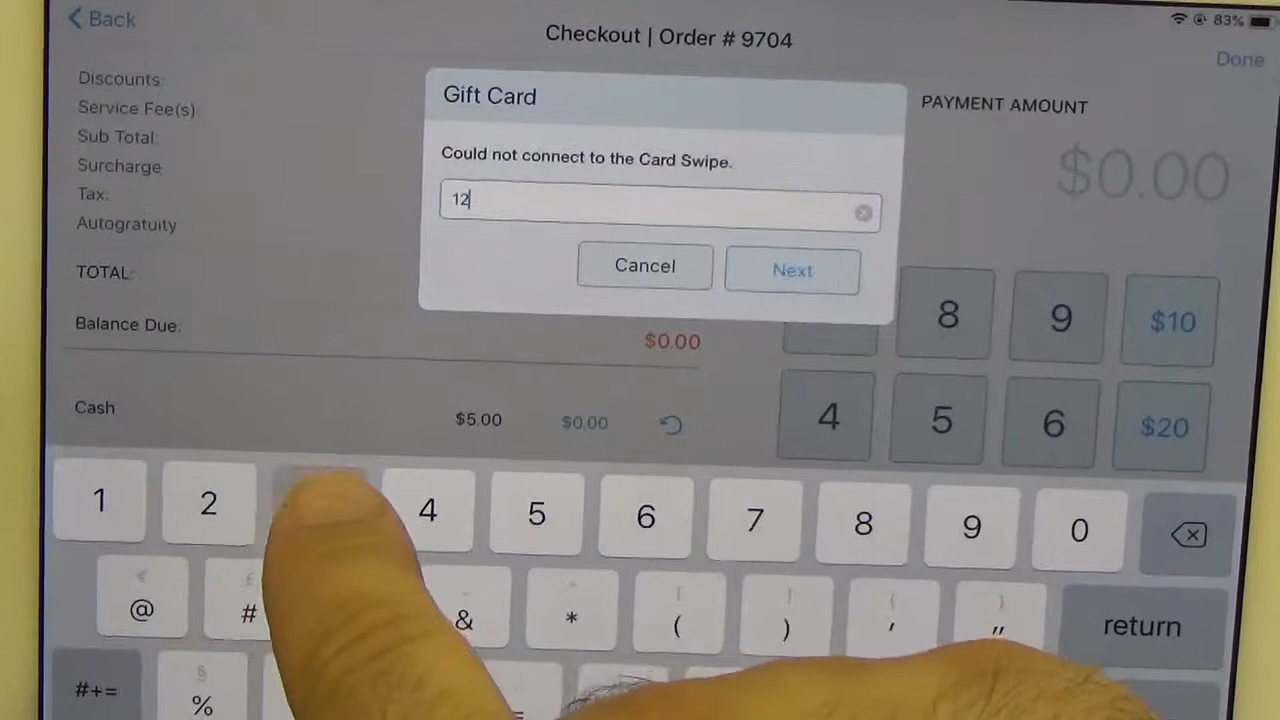 Back
Checkout | Order # 9704
83%
Done
Discounts:
Service Fee(s)
Sub Total:
Surcharge
Tax:
Autogratuity
TOTAL:
Balance Due:
$0.00
Cash
$5.00
$0.00
Gift Card
Could not connect to the Card Swipe.
12
Cancel
Next
PAYMENT AMOUNT
$0.00
8
9
$10
4
5
6
$20
1
2
4
5
6
7
8
9
0
€
£
^
[
]
{
}
@
#
&
*
(
)
'
"
return
#+=
§
%
=